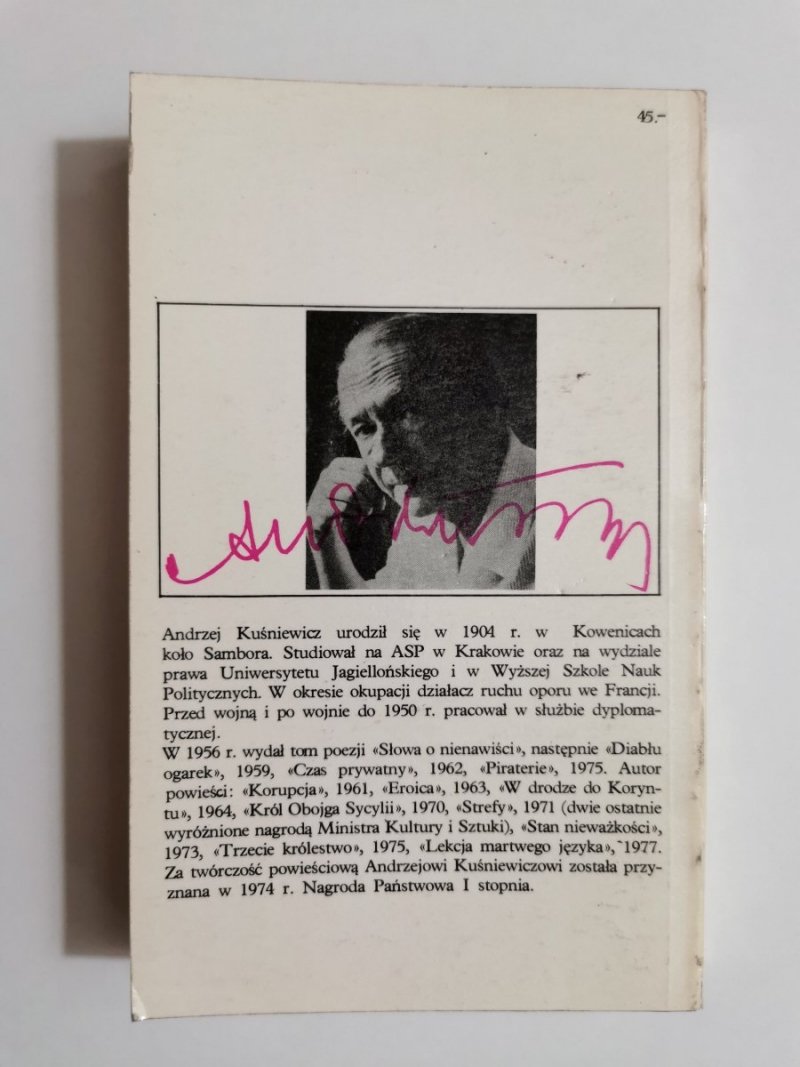 45.-
Andrzej Kuśniewicz urodził się w 1904 r. w Kowenicach
koło Sambora. Studiował na ASP w Krakowie oraz na wydziale
prawa Uniwersytetu Jagiellońskiego i w Wyższej Szkole Nauk
Politycznych. W okresie okupacji działacz ruchu oporu we Francji.
Przed wojną i po wojnie do 1950 r. pracował w służbie dyploma-
tycznej.
W 1956 r. wydał tom poezji «Słowa o nienawiści», następnie «Diabłu
ogarek», 1959, «Czas prywatny», 1962, «Piraterie», 1975. Autor
powieści: «Korupcja», 1961, «Eroica», 1963, «W drodze do Koryn-
tu», 1964, «Król Obojga Sycylii», 1970, «Strefy», 1971 (dwie ostatnie
wyróżnione nagrodą Ministra Kultury i Sztuki), «Stan nieważkości»,
1973, «Trzecie królestwo», 1975, «Lekcja martwego języka», 1977.
Za twórczość powieściową Andrzejowi Kuśniewiczowi została przy-
znana w 1974 r. Nagroda Państwowa I stopnia.